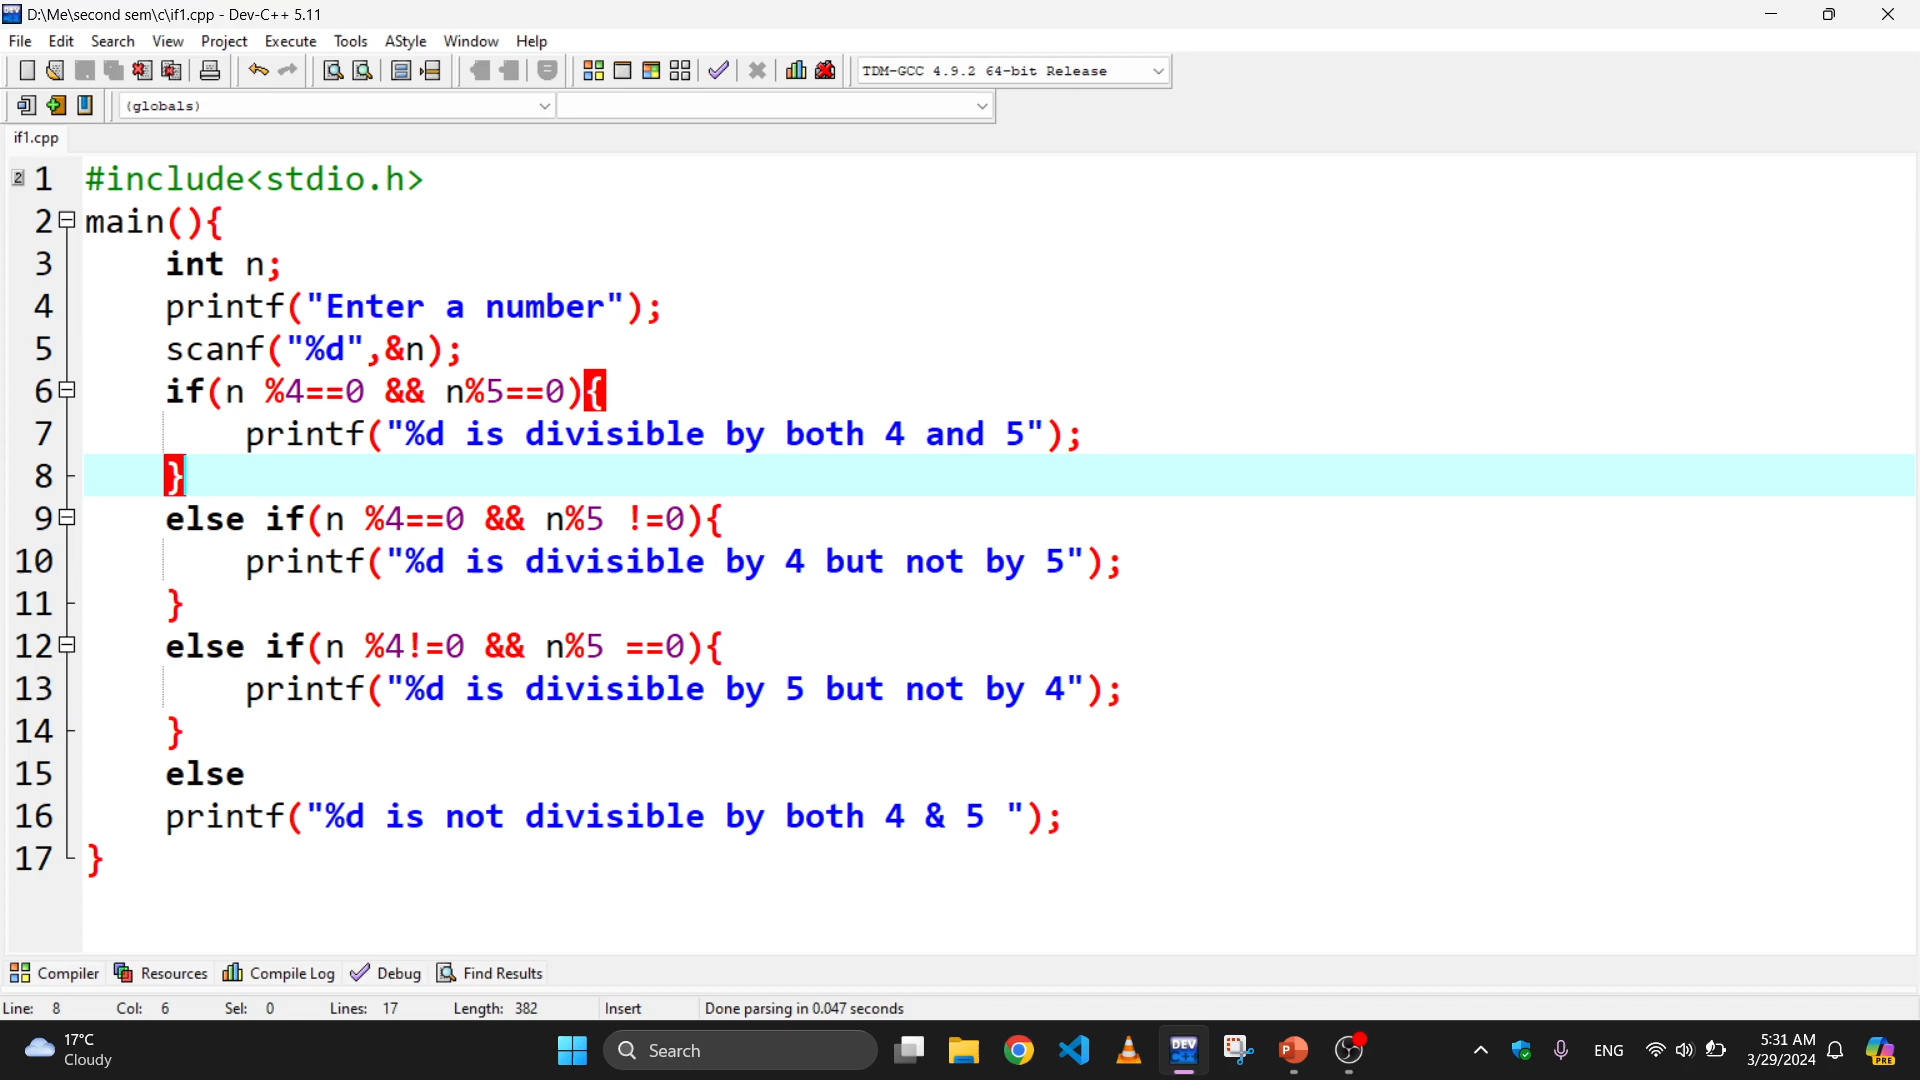 D:\Me\second sem\c\if1.cpp - Dev-C++ 5.11
File Edit Search View Project Execute Tools AStyle Window Help
TDM-GCC 4.9.2 64-bit Release
(globals)
if1.cpp
2 1 #include<stdio.h>
2 main(){
3 int n;
4 printf("Enter a number");
5 scanf("%d",&n);
6 if(n %4==0 && n%5==0){
7 printf("%d is divisible by both 4 and 5");
8 }
9 else if(n %4==0 && n%5 !=0){
10 printf("%d is divisible by 4 but not by 5");
11 }
12 else if(n %4!=0 && n%5 ==0){
13 printf("%d is divisible by 5 but not by 4");
14 }
15 else
16 printf("%d is not divisible by both 4 & 5 ");
17 }
Compiler Resources Compile Log Debug Find Results
Line: 8 Col: 6 Sel: 0 Lines: 17 Length: 382 Insert Done parsing in 0.047 seconds
17°C
Cloudy
Search
DEV
P
ENG
5:31 AM
3/29/2024
PRE